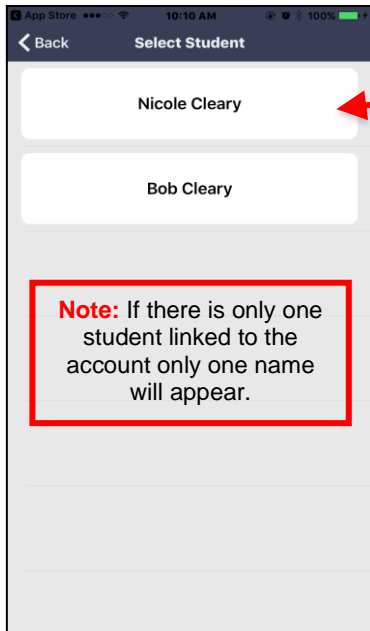 App Store 10:10 AM 100%
Back Select Student
Nicole Cleary
Bob Cleary
Note: If there is only one
student linked to the
account only one name
will appear.